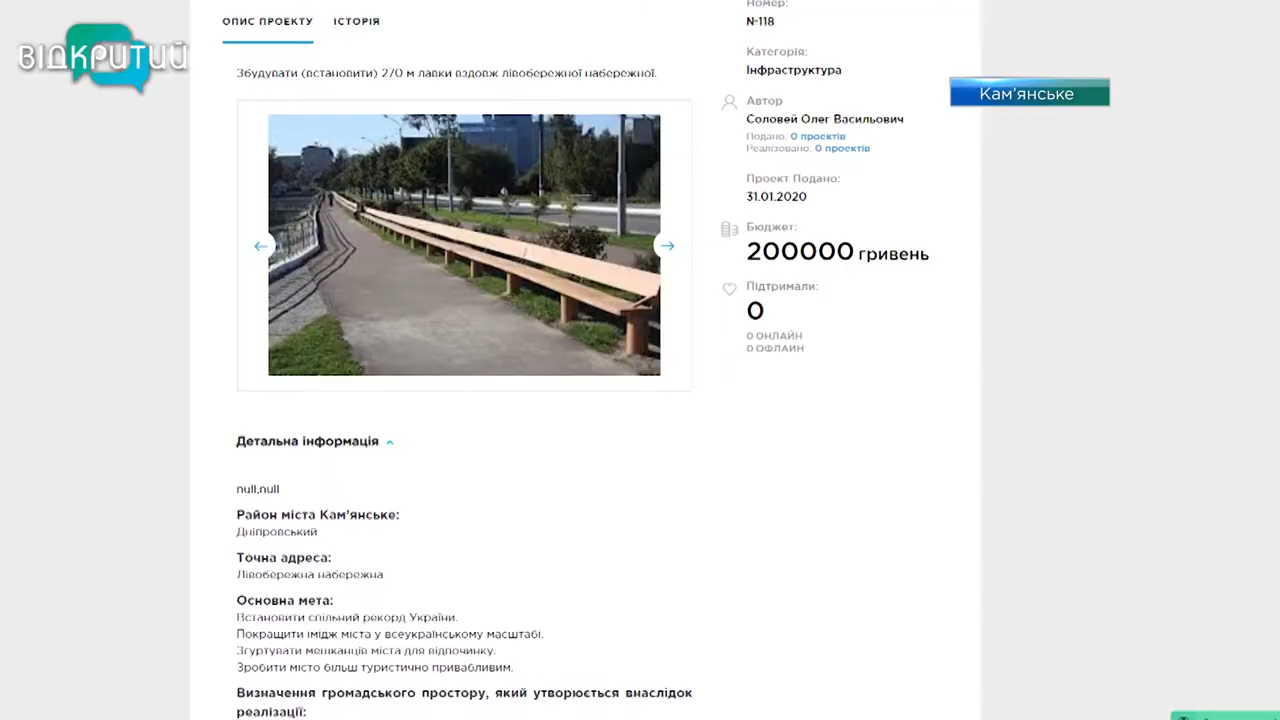 ВІДКРИТИЙ
ОПИС ПРОЕКТУ ІСТОРІЯ
Збудувати (встановити) 270 м лавки вздовж лівобережної набережної.
Номер:
№118
Категорія:
Інфраструктура
Кам'янське
Автор
Соловей Олег Васильович
Подано: 0 проектів
Реалізовано: 0 проектів
Проект Подано:
31.01.2020
Бюджет:
200000 гривень
Підтримали:
0
0 ОНЛАЙН
0 ОФЛАЙН
Детальна інформація
null,null
Район міста Кам'янське:
Дніпровський
Точна адреса:
Лівобережна набережна
Основна мета:
Встановити спільний рекорд України.
Покращити імідж міста у всеукраїнському масштабі.
Згуртувати мешканців міста для відпочинку.
Зробити місто більш туристично привабливим.
Визначення громадського простору, який утворюється внаслідок
реалізації: